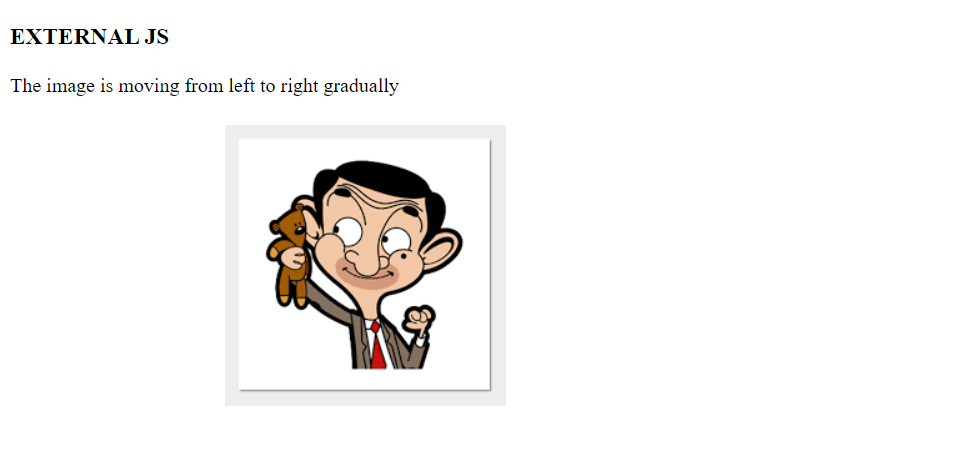 EXTERNAL JS
The image is moving from left to right gradually